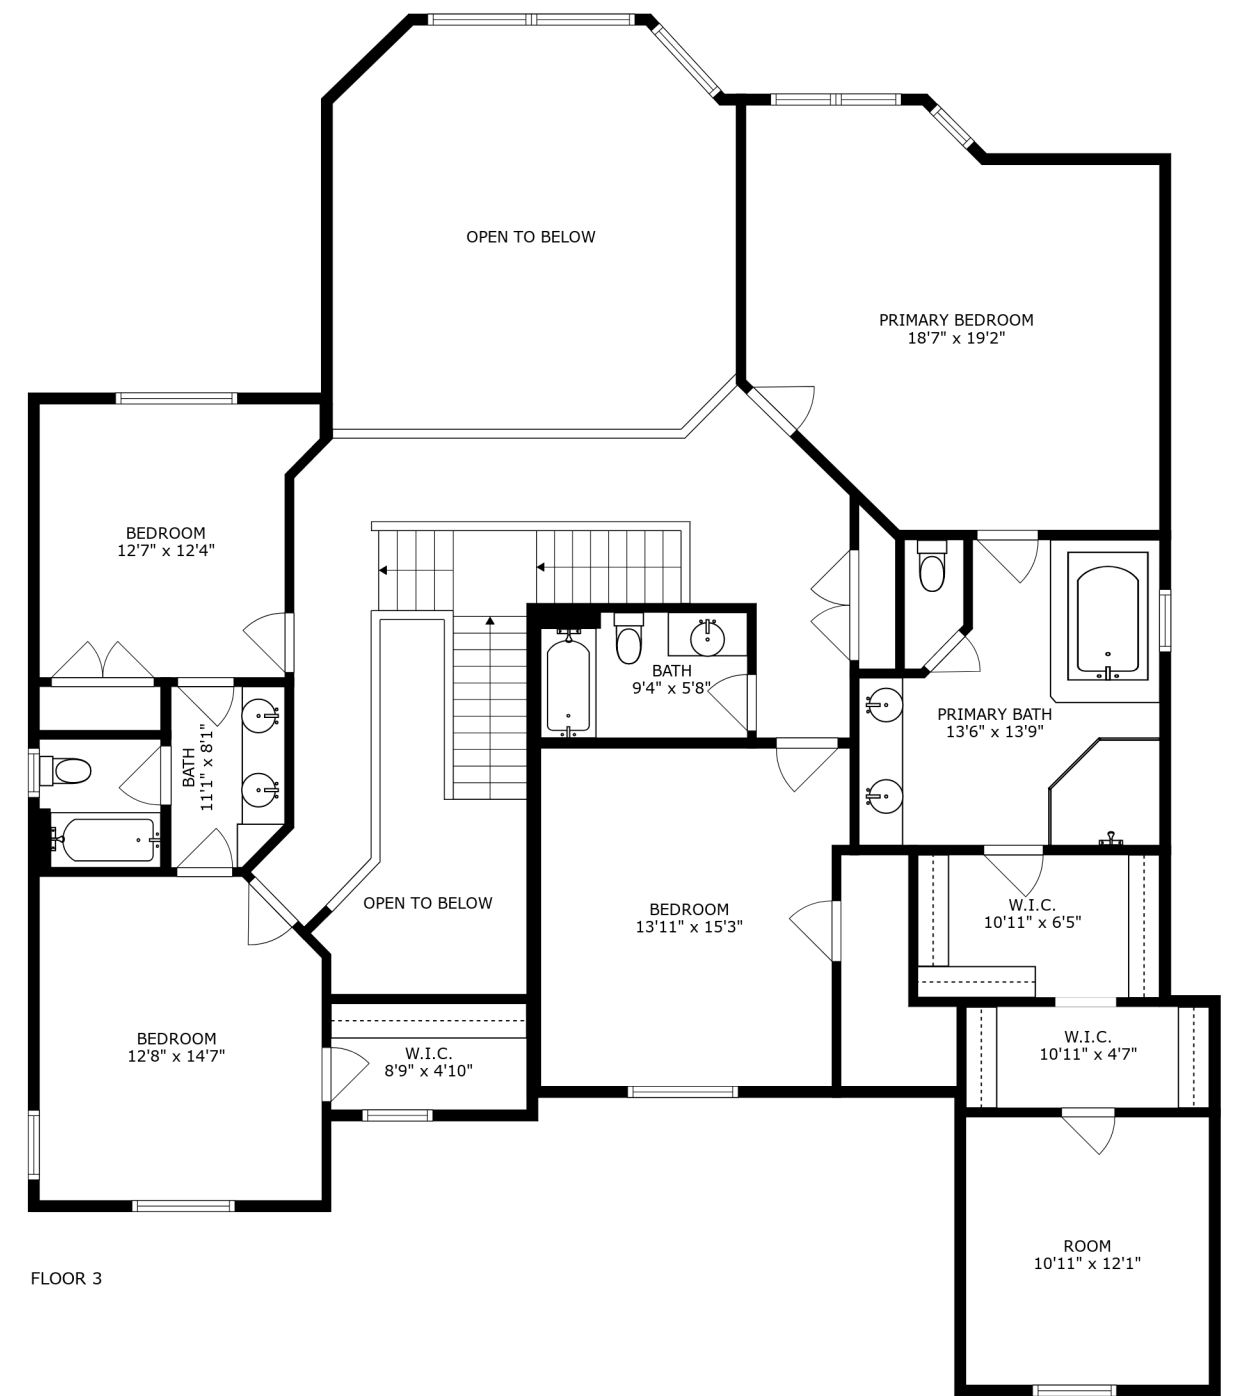 OPEN TO BELOW
PRIMARY BEDROOM
18'7" x 19'2"
BEDROOM
12'7" x 12'4"
BATH
9'4" x 5'8"
PRIMARY BATH
13'6" x 13'9"
BATH
11'1" x 8'1"
OPEN TO BELOW
BEDROOM
13'11" x 15'3"
W.I.C.
10'11" x 6'5"
BEDROOM
12'8" x 14'7"
W.I.C.
8'9" x 4'10"
W.I.C.
10'11" x 4'7"
ROOM
10'11" x 12'1"
FLOOR 3